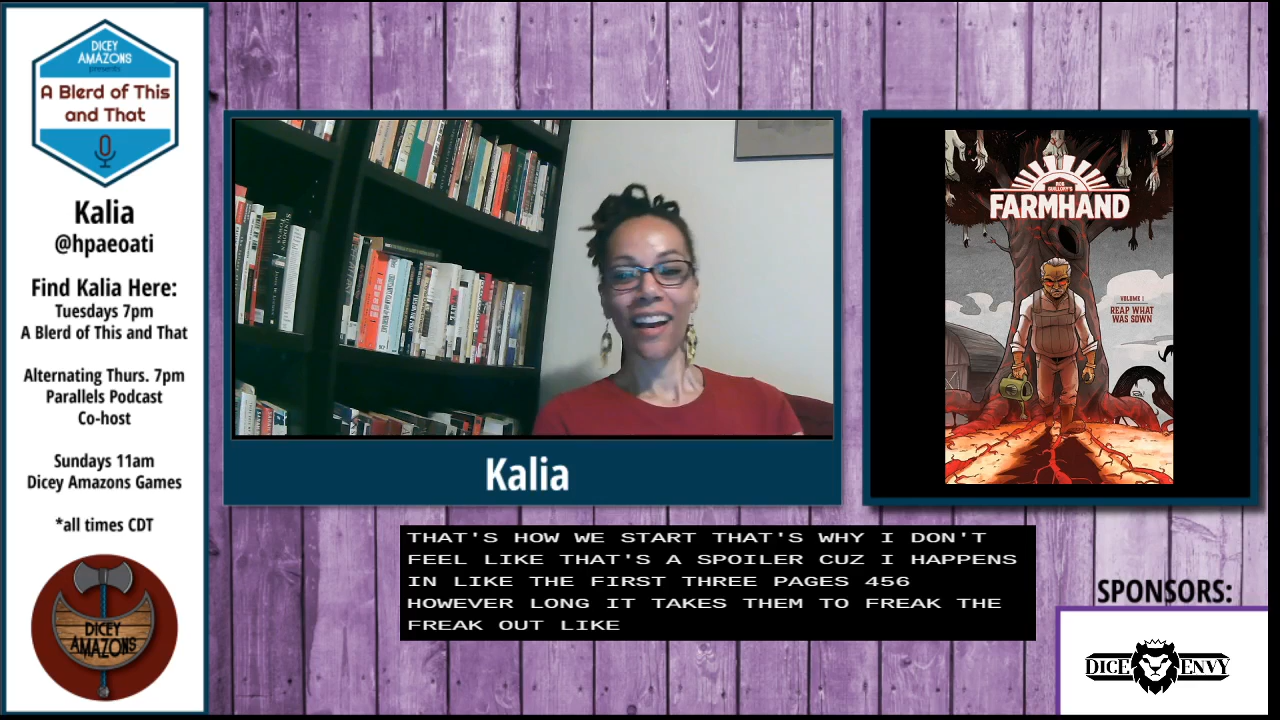 DICEY
AMAZONS
presents
A Blerd of This
and That
Kalia
@hpaeoati
Find Kalia Here:
Tuesdays 7pm
A Blerd of This and That
Alternating Thurs. 7pm
Parallels Podcast
Co-host
Sundays 11am
Dicey Amazons Games
*all times CDT
DICEY
AMAZONS
Kalia
ROB
GUILLORY'S
FARMHAND
VOLUME 1
REAP WHAT
WAS SOWN
THAT'S HOW WE START THAT'S WHY I DON'T
FEEL LIKE THAT'S A SPOILER CUZ I HAPPENS
IN LIKE THE FIRST THREE PAGES 456
HOWEVER LONG IT TAKES THEM TO FREAK THE
FREAK OUT LIKE
SPONSORS:
DICE ENVY